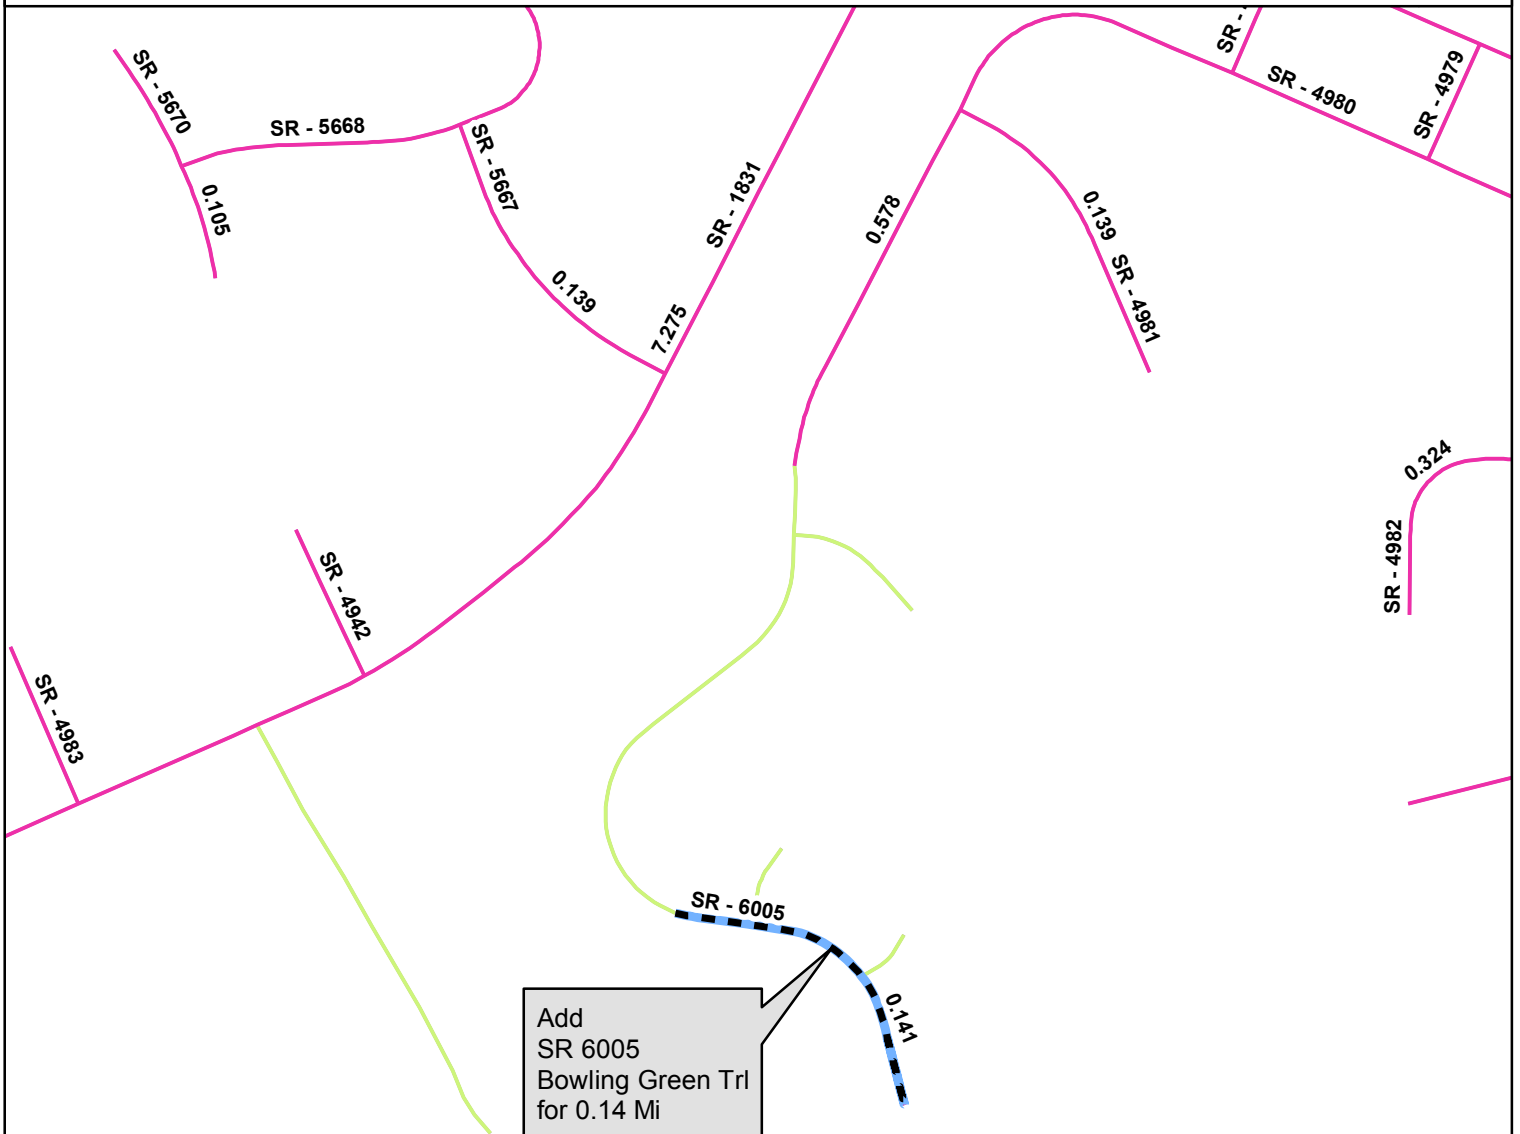 SR -
SR - 4979
SR - 4980
SR - 5670
SR - 5668
SR - 5667
0.105
SR - 1831
0.578
0.139 SR - 4981
0.139
7.275
0.324
SR - 4982
SR - 4942
SR - 4983
SR - 6005
0.141
Add
SR 6005
Bowling Green Trl
for 0.14 Mi